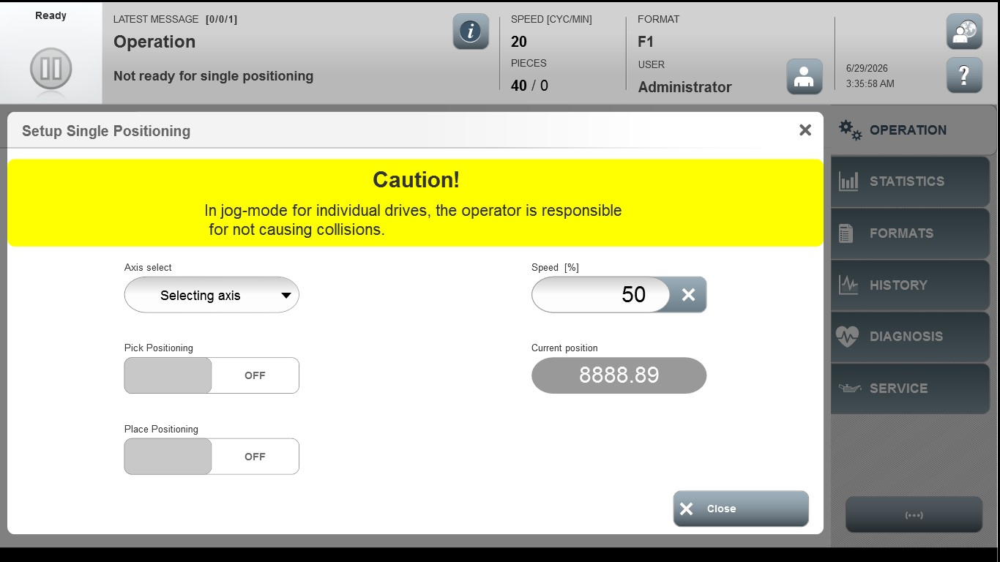 Ready
LATEST MESSAGE [0/0/1]
Operation
Not ready for single positioning
i
SPEED [CYC/MIN]
20
PIECES
40 / 0
FORMAT
F1
USER
Administrator
6/29/2026
3:35:58 AM
?
Setup Single Positioning
Caution!
In jog-mode for individual drives, the operator is responsible
for not causing collisions.
Axis select
Selecting axis
Speed [%]
50
Pick Positioning
OFF
Current position
8888.89
Place Positioning
OFF
Close
OPERATION
STATISTICS
FORMATS
HISTORY
DIAGNOSIS
SERVICE
(•••)